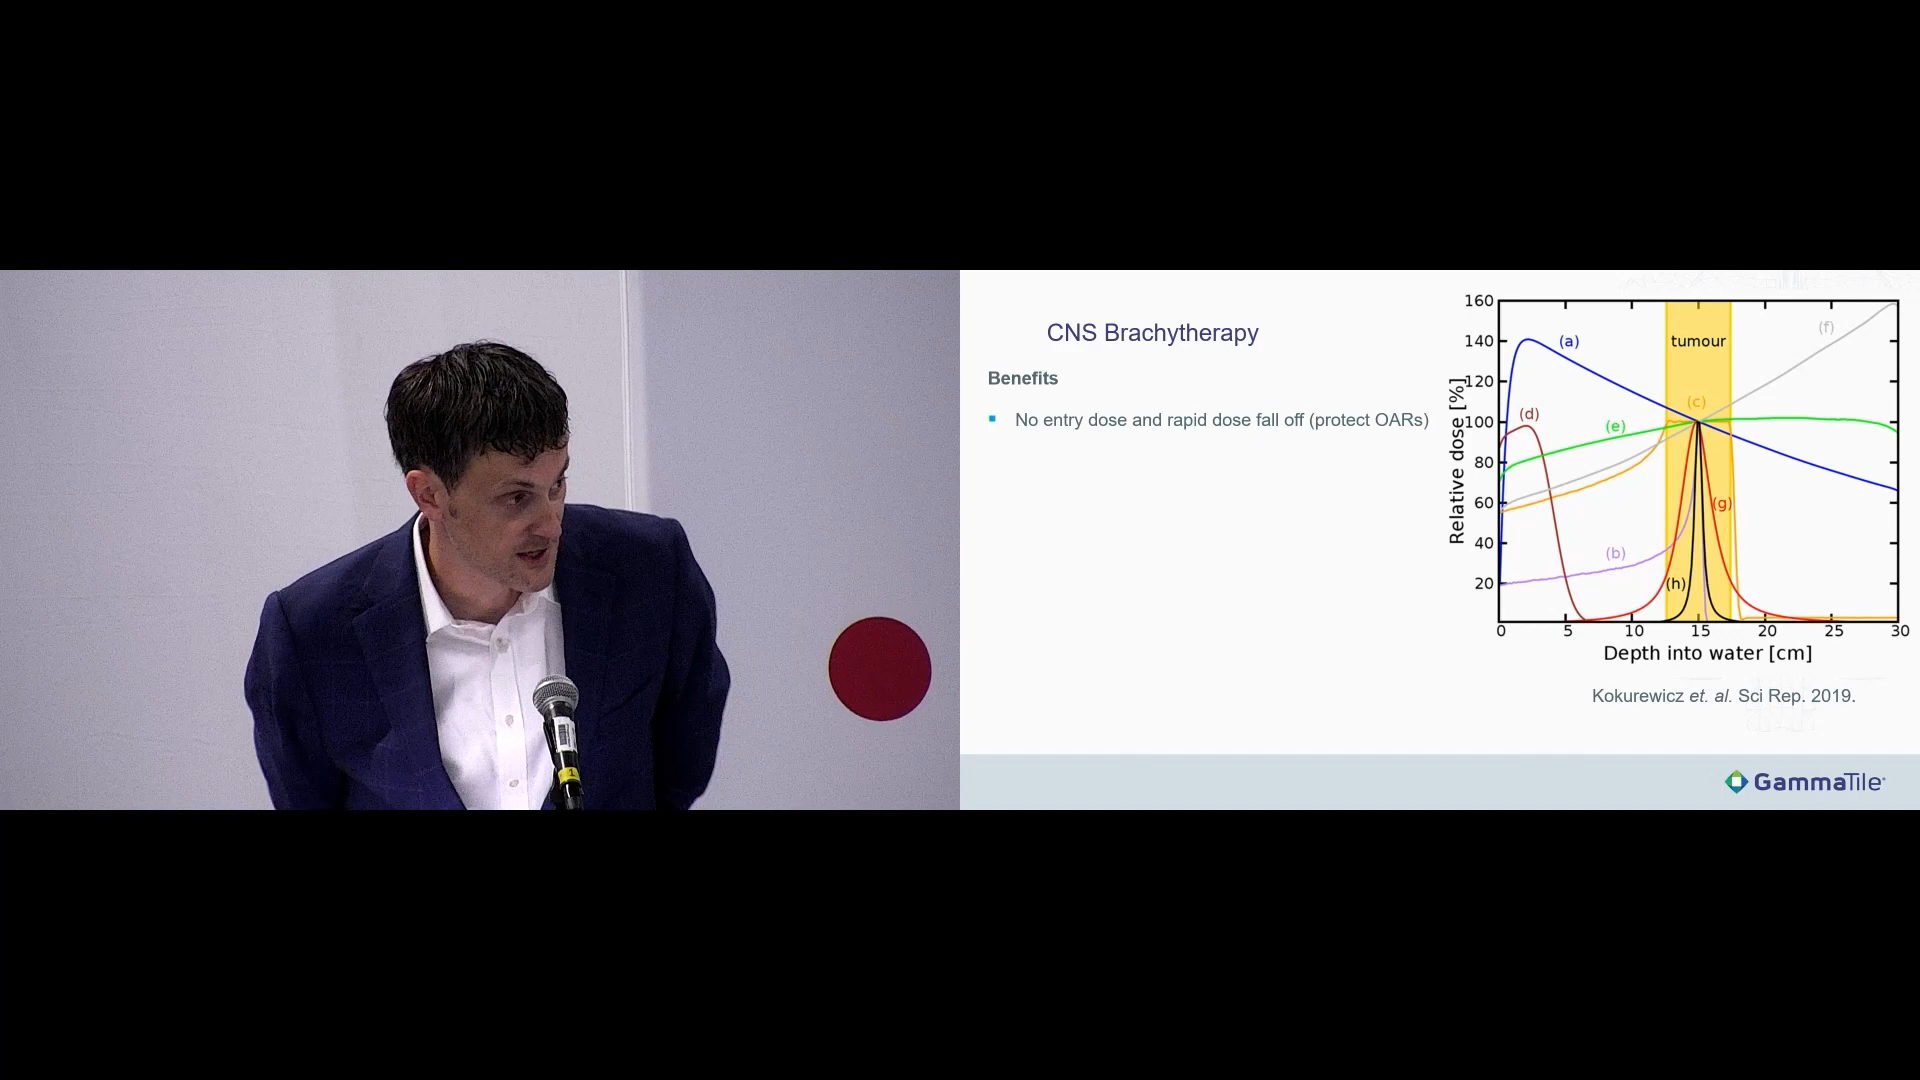 CNS Brachytherapy
Benefits
No entry dose and rapid dose fall off (protect OARs)
160
140
120
100
80
60
40
20
0 5 10 15 20 25 30
Relative dose [%]
Depth into water [cm]
tumour
(a)
(f)
(c)
(d)
(e)
(g)
(b)
(h)
Kokurewicz et. al. Sci Rep. 2019.
GammaTile
1